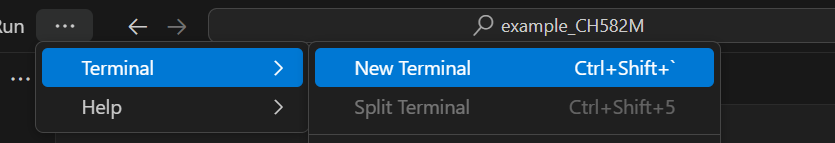 Run ··· example_CH582M
Terminal New Terminal Ctrl+Shift+`
Help Split Terminal Ctrl+Shift+5